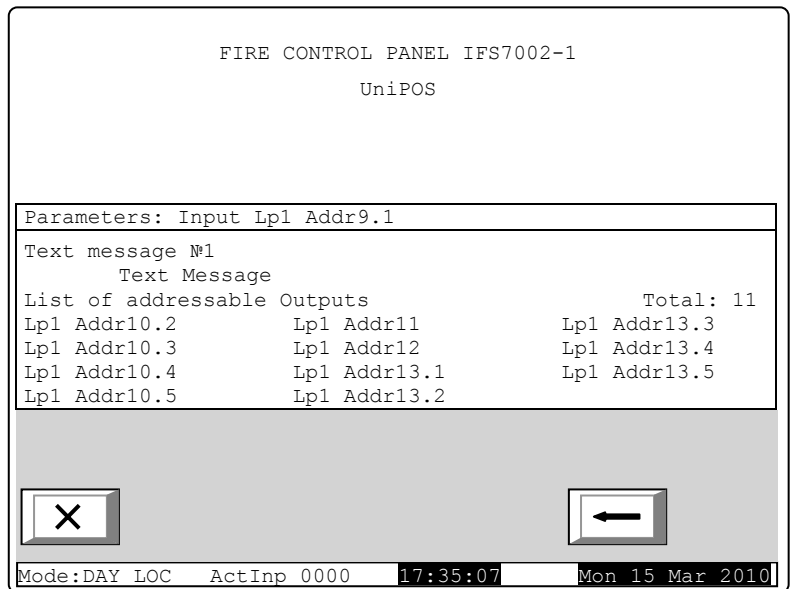 FIRE CONTROL PANEL IFS7002-1
UniPOS
Parameters: Input Lp1 Addr9.1
Text message №1
Text Message
List of addressable Outputs Total: 11
Lp1 Addr10.2 Lp1 Addr11 Lp1 Addr13.3
Lp1 Addr10.3 Lp1 Addr12 Lp1 Addr13.4
Lp1 Addr10.4 Lp1 Addr13.1 Lp1 Addr13.5
Lp1 Addr10.5 Lp1 Addr13.2
Mode:DAY LOC ActInp 0000 17:35:07 Mon 15 Mar 2010